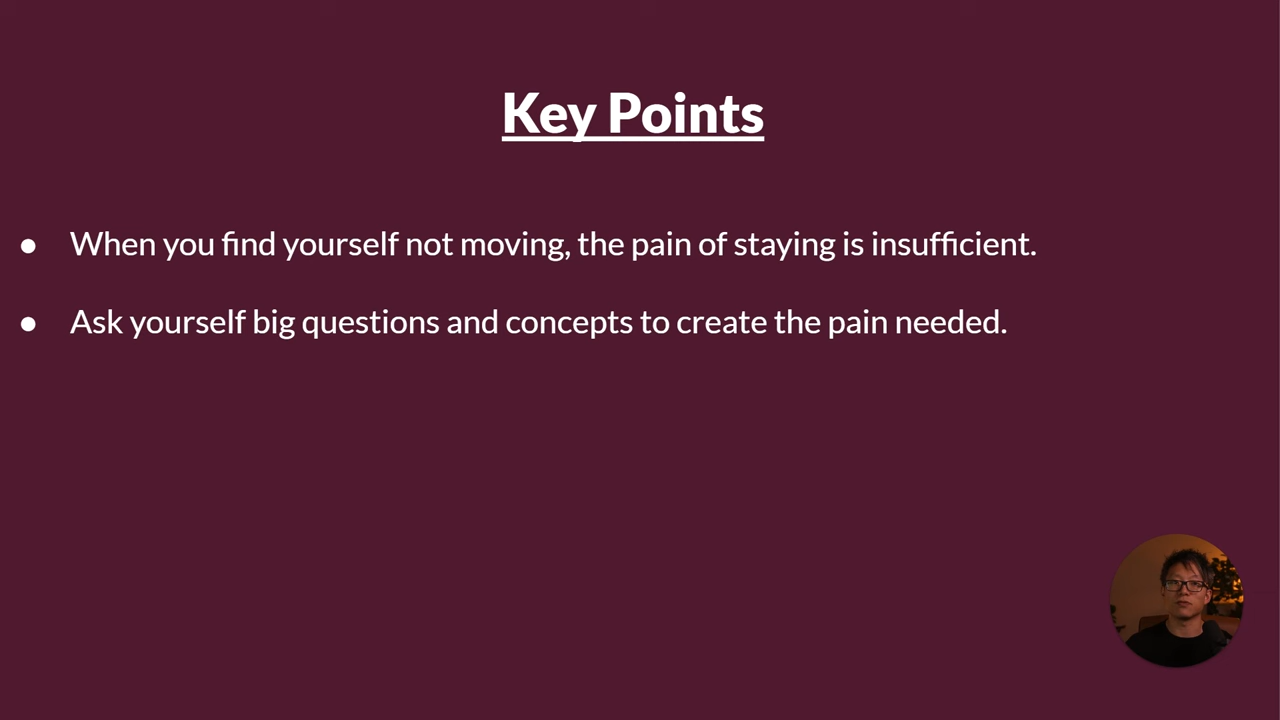 Key Points
● When you find yourself not moving, the pain of staying is insufficient.
● Ask yourself big questions and concepts to create the pain needed.